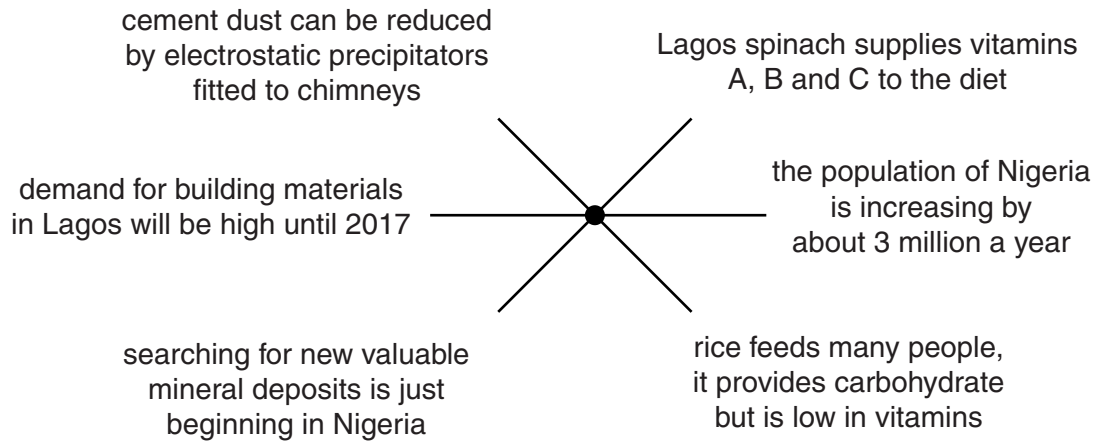 cement dust can be reduced
by electrostatic precipitators
fitted to chimneys
Lagos spinach supplies vitamins
A, B and C to the diet
demand for building materials
in Lagos will be high until 2017
the population of Nigeria
is increasing by
about 3 million a year
searching for new valuable
mineral deposits is just
beginning in Nigeria
rice feeds many people,
it provides carbohydrate
but is low in vitamins